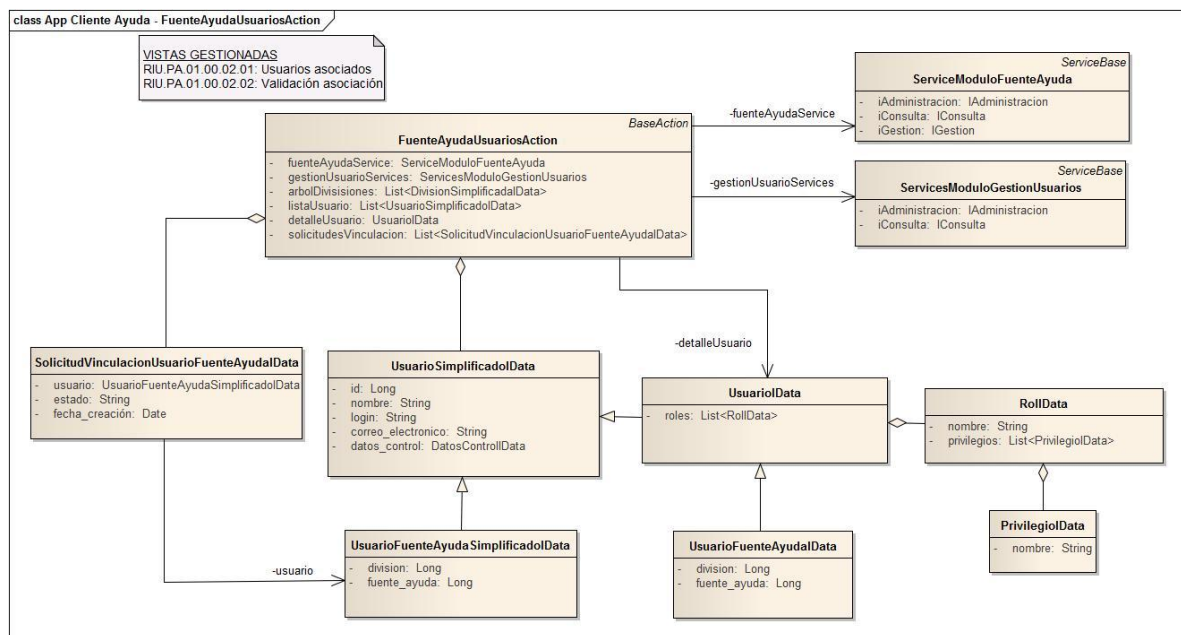 class App Cliente Ayuda - FuenteAyudaUsuariosAction
VISTAS GESTIONADAS
RIU.PA.01.00.02.01: Usuarios asociados
RIU.PA.01.00.02.02: Validación asociación
BaseAction
FuenteAyudaUsuariosAction
- fuenteAyudaService: ServiceModuloFuenteAyuda
- gestionUsuarioServices: ServicesModuloGestionUsuarios
- arbolDivisisiones: List<DivisionSimplificadaIData>
- listaUsuario: List<UsuarioSimplificadoIData>
- detalleUsuario: UsuarioIData
- solicitudesVinculacion: List<SolicitudVinculacionUsuarioFuenteAyudaIData>
-fuenteAyudaService
ServiceBase
ServiceModuloFuenteAyuda
- iAdministracion: IAdministracion
- iConsulta: IConsulta
- iGestion: IGestion
-gestionUsuarioServices
ServiceBase
ServicesModuloGestionUsuarios
- iAdministracion: IAdministracion
- iConsulta: IConsulta
-detalleUsuario
SolicitudVinculacionUsuarioFuenteAyudaIData
- usuario: UsuarioFuenteAyudaSimplificadoIData
- estado: String
- fecha_creación: Date
UsuarioSimplificadoIData
- id: Long
- nombre: String
- login: String
- correo_electronico: String
- datos_control: DatosControlIData
UsuarioIData
- roles: List<RolIData>
RolIData
- nombre: String
- privilegios: List<PrivilegioIData>
-usuario
UsuarioFuenteAyudaSimplificadoIData
- division: Long
- fuente_ayuda: Long
UsuarioFuenteAyudaIData
- division: Long
- fuente_ayuda: Long
PrivilegioIData
- nombre: String